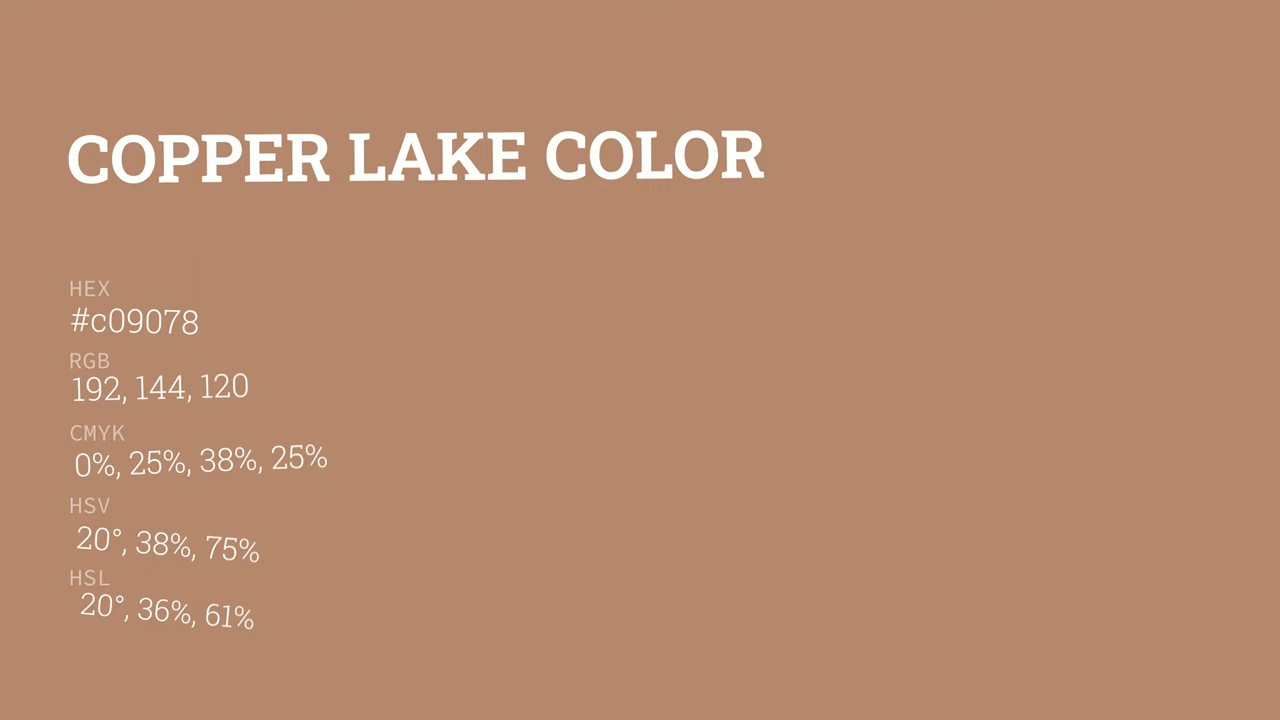 COPPER LAKE COLOR
HEX
#c09078
RGB
192, 144, 120
CMYK
0%, 25%, 38%, 25%
HSV
20°, 38%, 75%
HSL
20°, 36%, 61%